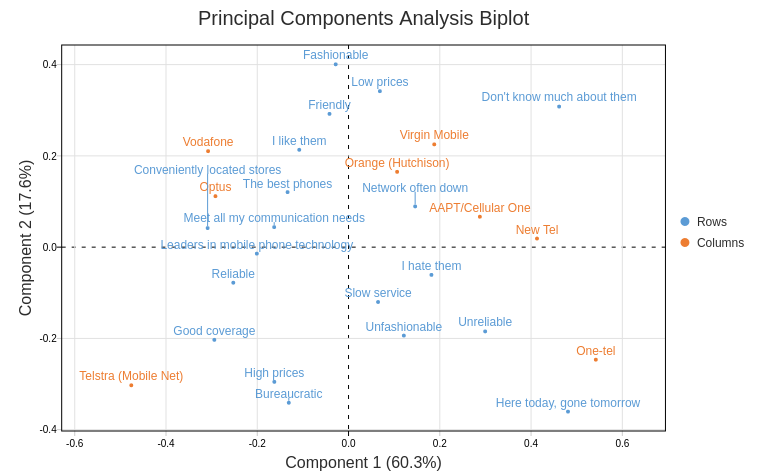 Principal Components Analysis Biplot
Fashionable
0.4
Low prices
Don't know much about them
Friendly
Virgin Mobile
Vodafone
I like them
0.2
Orange (Hutchison)
Conveniently located stores
Optus
The best phones
Network often down
AAPT/Cellular One
Meet all my communication needs
Rows
New Tel
Columns
Component 2 (17.6%)
0.0
Leaders in mobile phone technology
I hate them
Reliable
Slow service
Unreliable
Good coverage
Unfashionable
-0.2
One-tel
Telstra (Mobile Net)
High prices
Bureaucratic
Here today, gone tomorrow
-0.4
-0.6
-0.4
-0.2
0.0
0.2
0.4
0.6
Component 1 (60.3%)